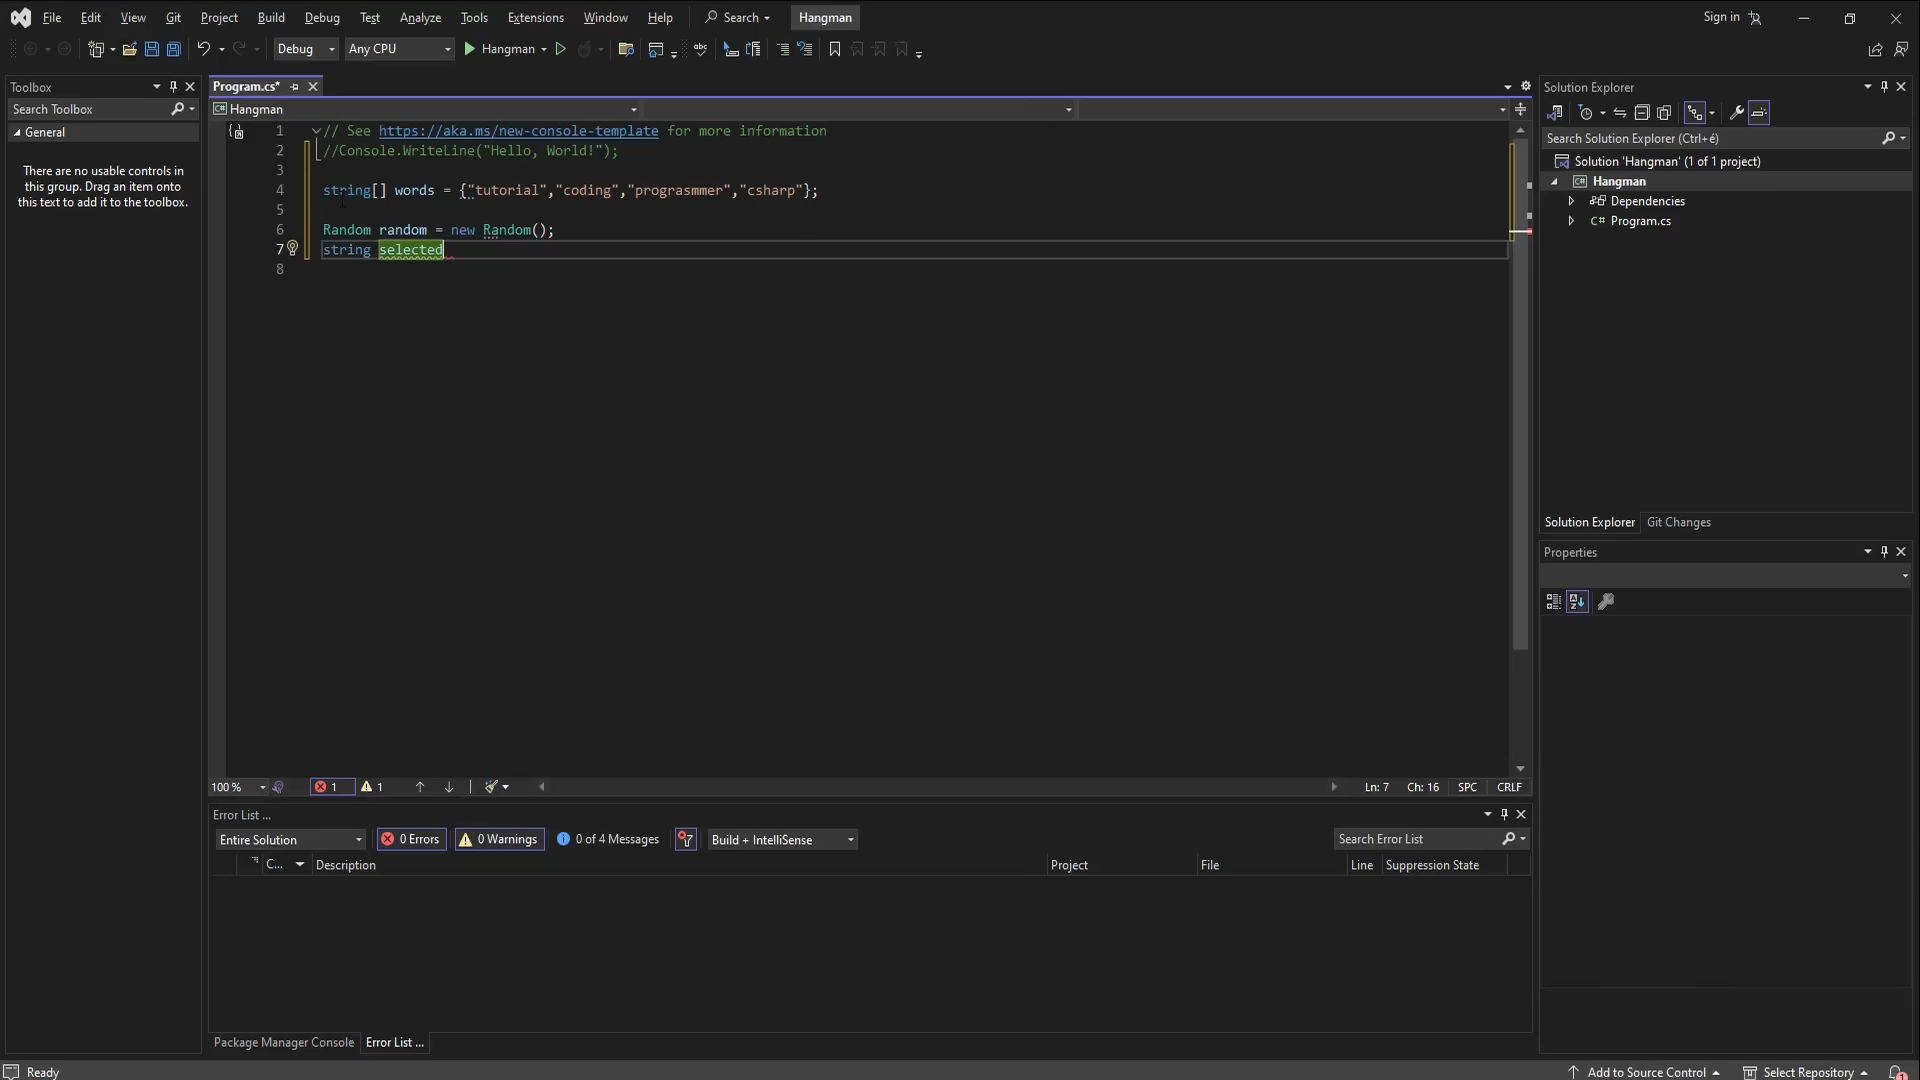 File Edit View Git Project Build Debug Test Analyze Tools Extensions Window Help Search Hangman Sign in
Debug Any CPU Hangman
Toolbox
Search Toolbox
General
There are no usable controls in
this group. Drag an item onto
this text to add it to the toolbox.
Program.cs*
C# Hangman
1 // See https://aka.ms/new-console-template for more information
2 //Console.WriteLine("Hello, World!");
3
4 string[] words = {"tutorial","coding","prograsmmer","csharp"};
5
6 Random random = new Random();
7 string selected
8
100 % 1 1 Ln: 7 Ch: 16 SPC CRLF
Error List ...
Entire Solution 0 Errors 0 Warnings 0 of 4 Messages Build + IntelliSense Search Error List
C... Description Project File Line Suppression State
Package Manager Console Error List ...
Solution Explorer
Search Solution Explorer (Ctrl+é)
Solution 'Hangman' (1 of 1 project)
C# Hangman
Dependencies
C# Program.cs
Solution Explorer Git Changes
Properties
Ready Add to Source Control Select Repository 1